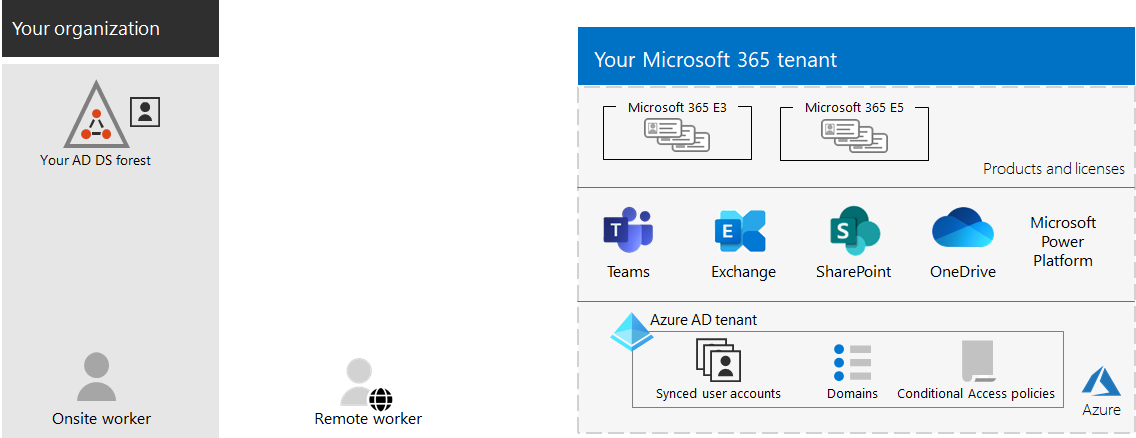 Your organization
Your AD DS forest
Onsite worker
Remote worker
Your Microsoft 365 tenant
Microsoft 365 E3
Microsoft 365 E5
Products and licenses
T
Teams
E
Exchange
S
SharePoint
OneDrive
Microsoft
Power
Platform
Azure AD tenant
Synced user accounts
Domains
Conditional Access policies
Azure